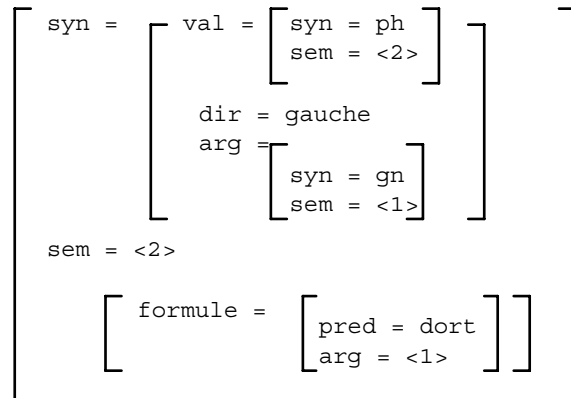 syn = val = syn = ph
sem = <2>
dir = gauche
arg =
syn = gn
sem = <1>
sem = <2>
formule =
pred = dort
arg = <1>